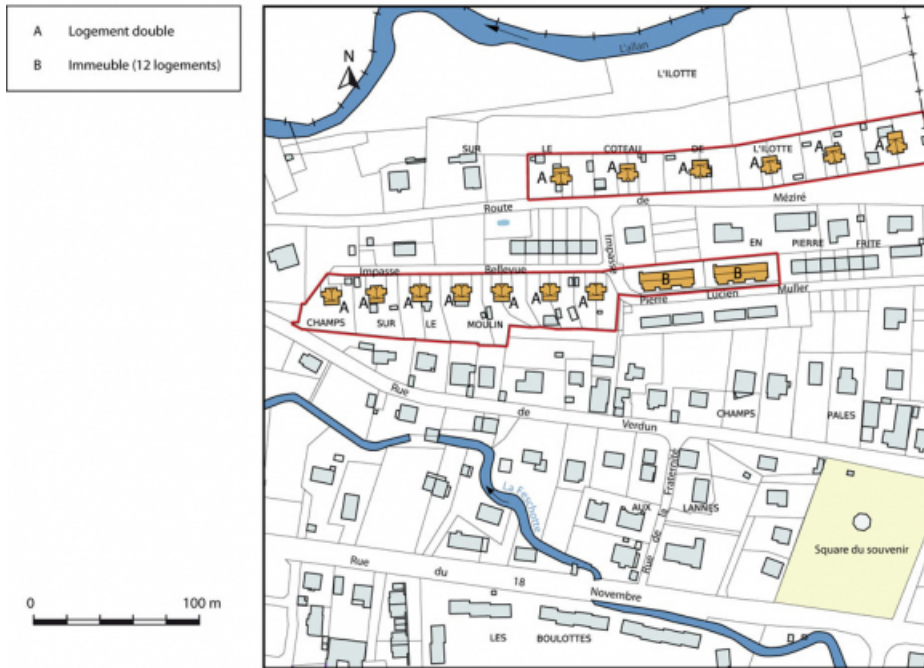 A Logement double
B Immeuble (12 logements)
N
L'allan
L'ILOTTE
SUR LE COTEAU DE L'ILOTTE
A A A A A A
Route de Méziré
Impasse
EN PIERRE FRITE
Impasse Bellevue
B B
A A A A A A A
Pierre Lucien Muller
CHAMPS SUR LE MOULIN
Rue de Verdun
CHAMPS PALES
La Feschotte
Rue de la Fraternité
AUX LANNES
Square du souvenir
Rue du 18 Novembre
0 100 m
LES BOULOTTES